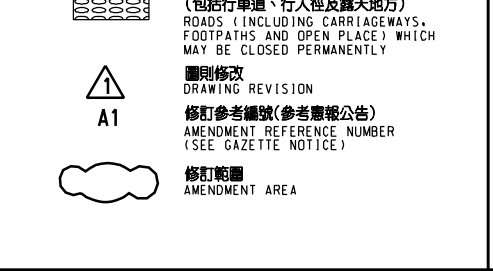 (包括行車道、行人徑及露天地方)
ROADS (INCLUDING CARRIAGEWAYS,
FOOTPATHS AND OPEN PLACE) WHICH
MAY BE CLOSED PERMANENTLY
1
圖則修改
DRAWING REVISION
A1
修訂參考編號(參考憲報公告)
AMENDMENT REFERENCE NUMBER
(SEE GAZETTE NOTICE)
修訂範圍
AMENDMENT AREA